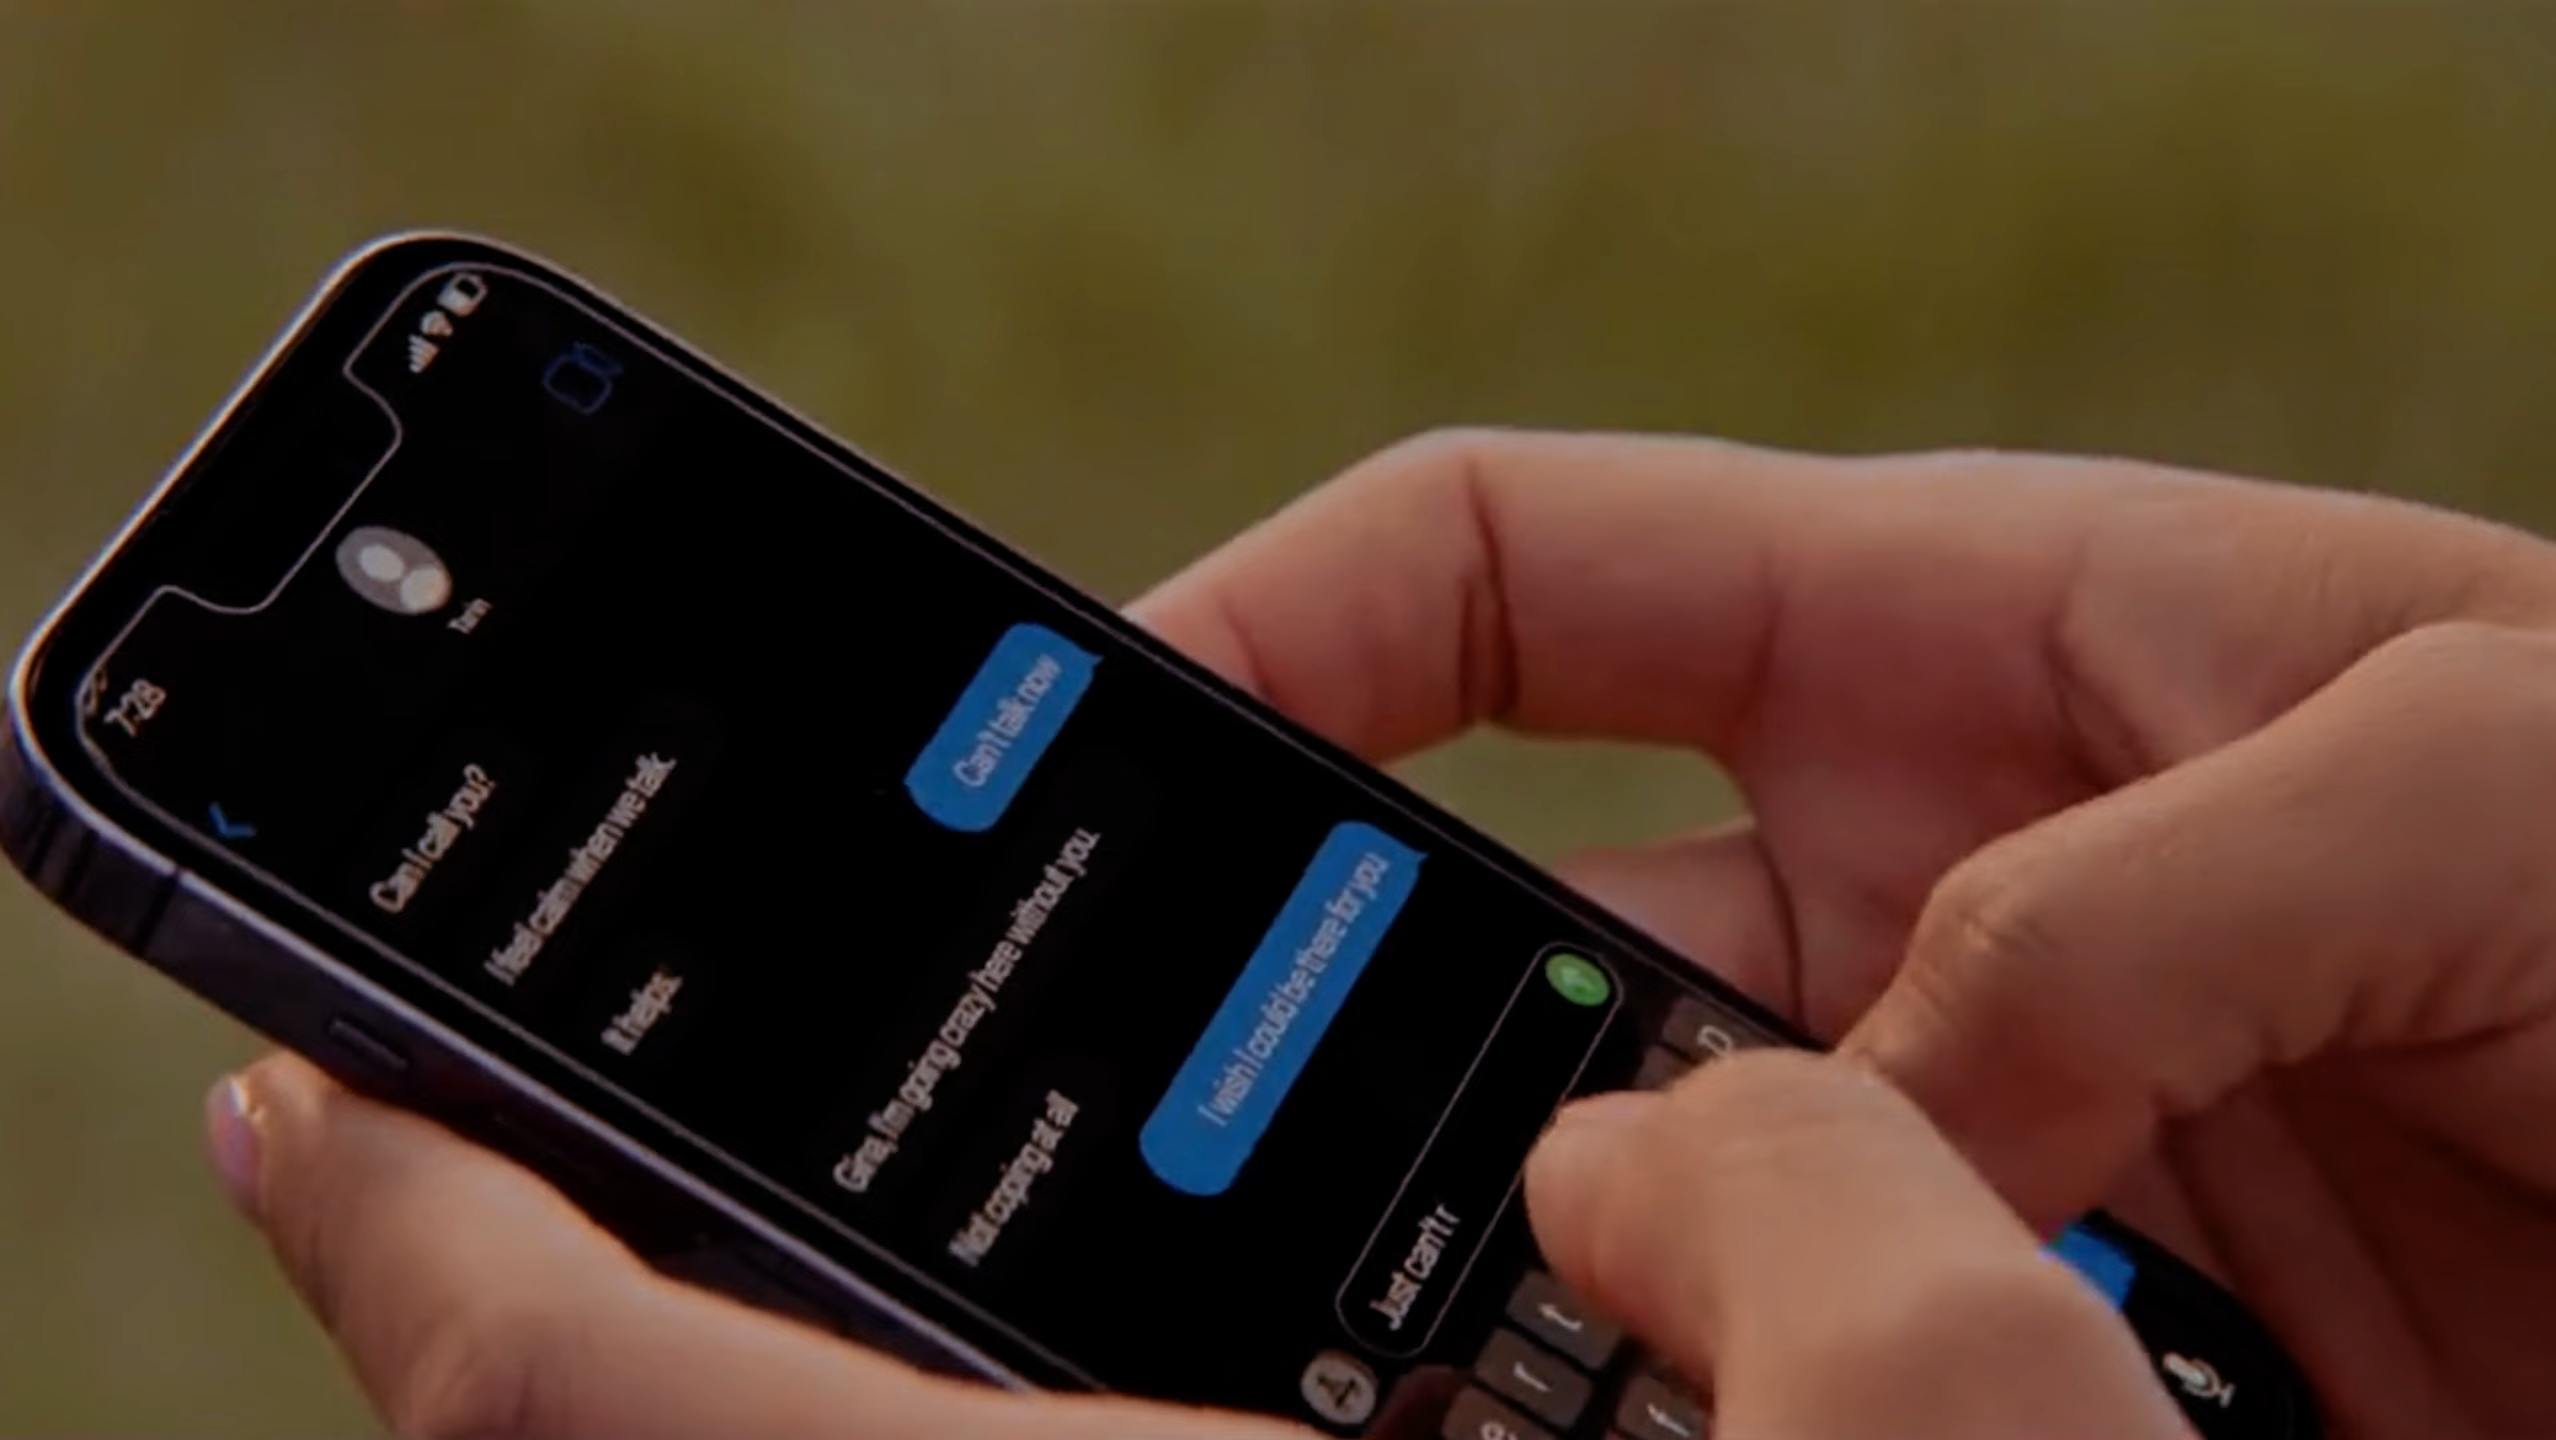 7:28
Can I call you?
I feel calm when we talk.
It helps.
Can't talk now
Gina, I'm going crazy here without you.
Not coping at all
I wish I could be there for you
Just can't r
p
t
r
f